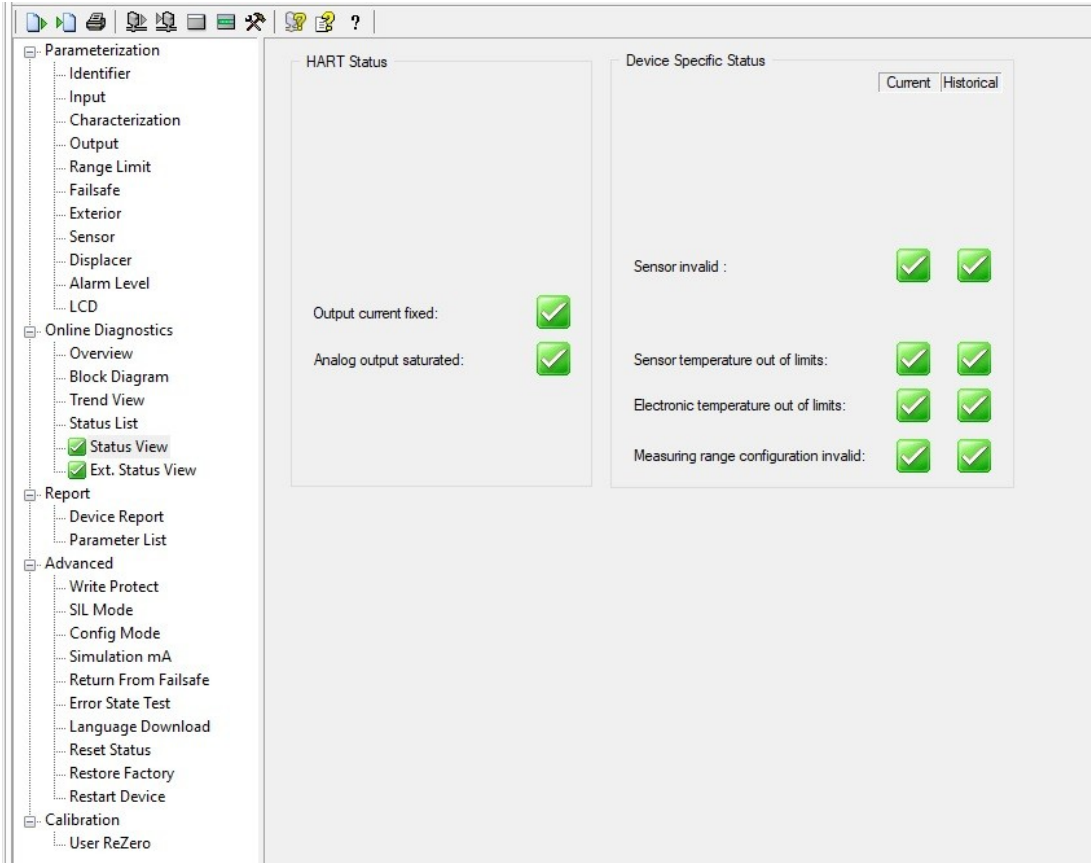 ?
Parameterization
Identifier
Input
Characterization
Output
Range Limit
Failsafe
Exterior
Sensor
Displacer
Alarm Level
LCD
Online Diagnostics
Overview
Block Diagram
Trend View
Status List
Status View
Ext. Status View
Report
Device Report
Parameter List
Advanced
Write Protect
SIL Mode
Config Mode
Simulation mA
Return From Failsafe
Error State Test
Language Download
Reset Status
Restore Factory
Restart Device
Calibration
User ReZero
HART Status
Output current fixed:
Analog output saturated:
Device Specific Status
Current Historical
Sensor invalid :
Sensor temperature out of limits:
Electronic temperature out of limits:
Measuring range configuration invalid: